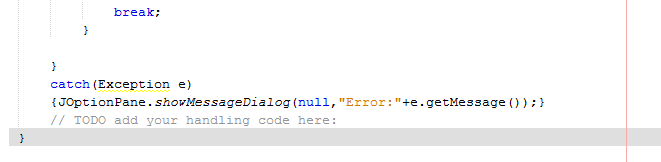 break;
}
}
catch(Exception e)
{JOptionPane.showMessageDialog(null,"Error:"+e.getMessage());}
// TODO add your handling code here:
}